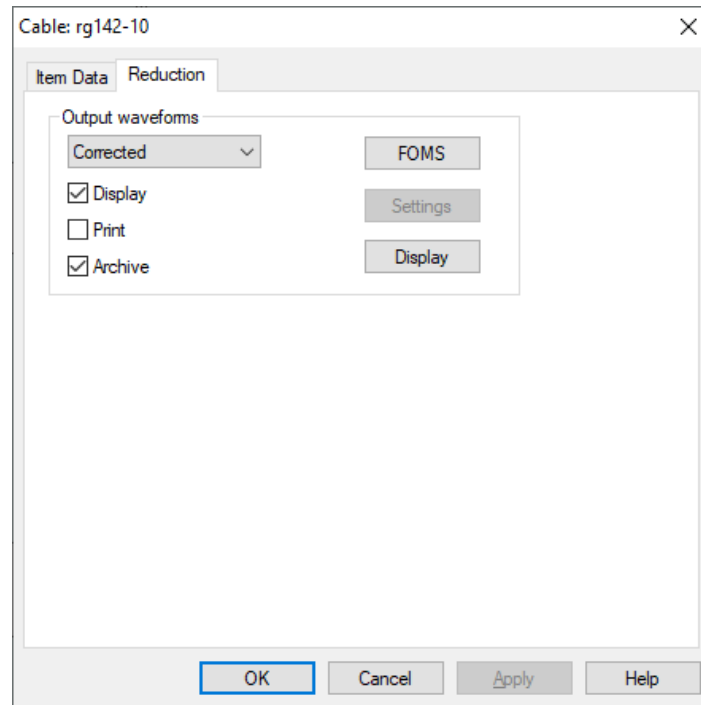 Cable: rg142-10
Item Data Reduction
Output waveforms
Corrected FOMS
Display
Settings
Print
Display
Archive
OK Cancel Apply Help